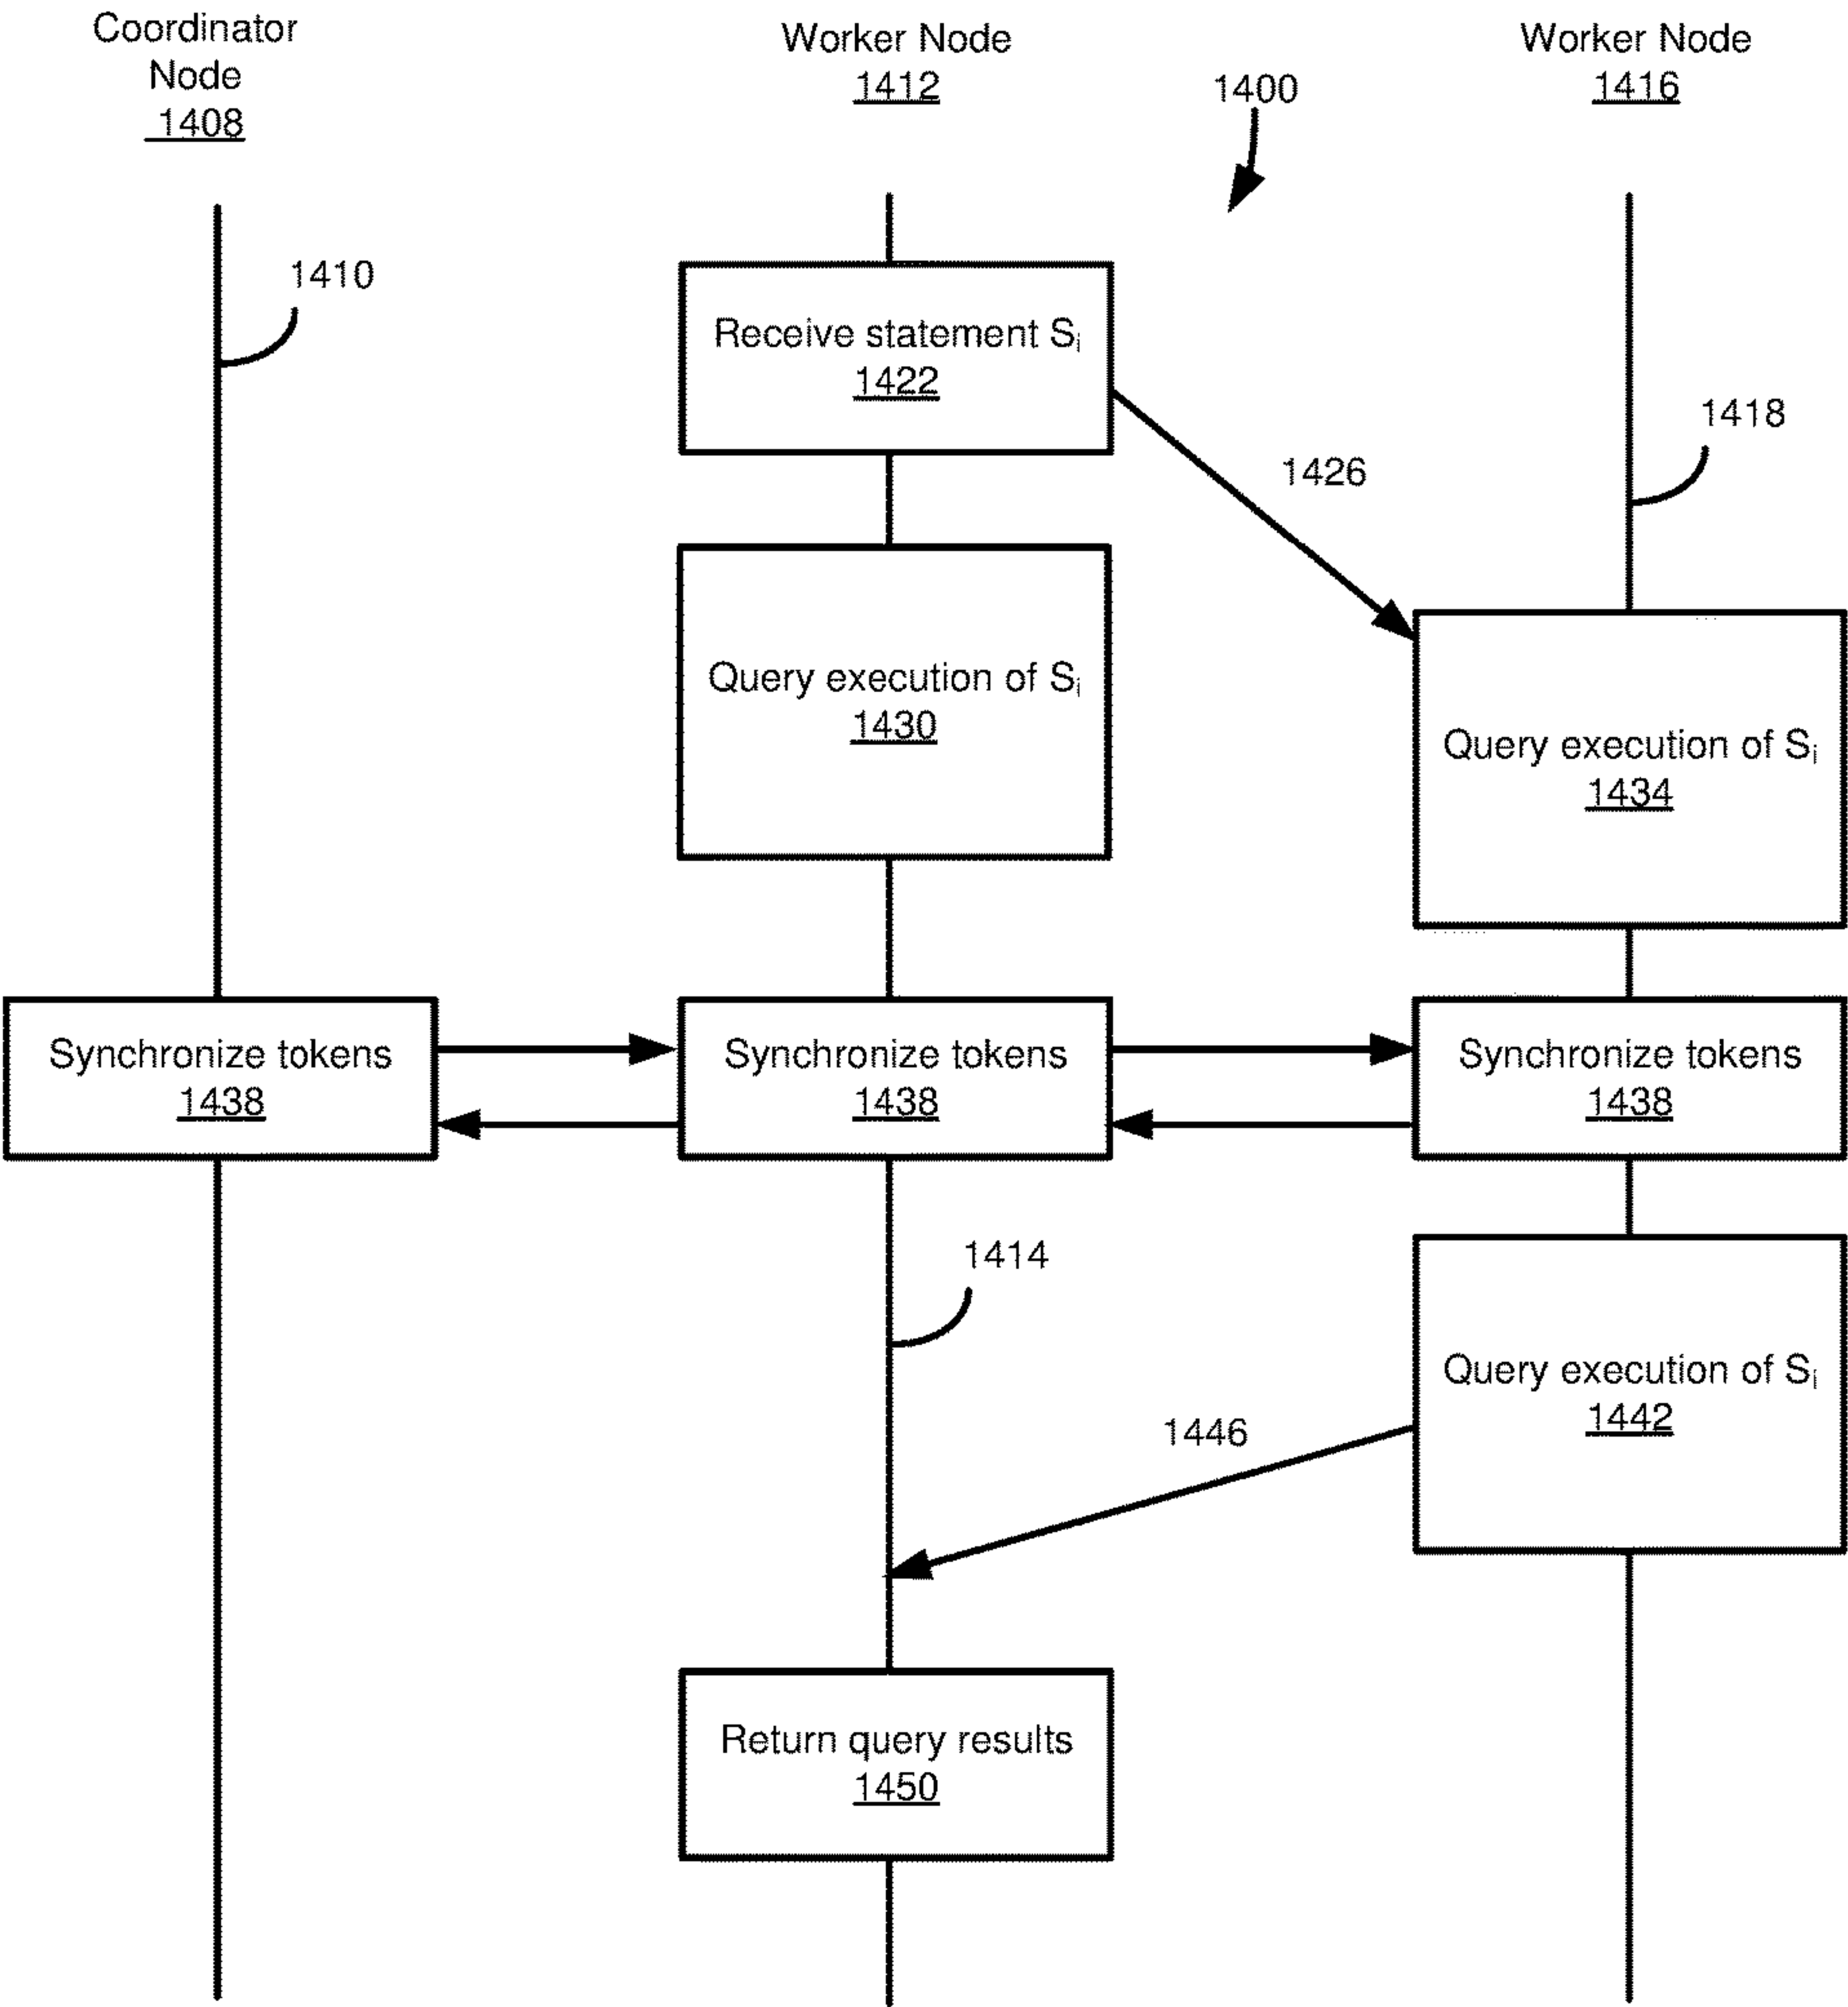 Coordinator
Node
1408
Worker Node
1412
Worker Node
1416
1400
1410
Receive statement Si
1422
1418
1426
Query execution of Si
1430
Query execution of Si
1434
Synchronize tokens
1438
Synchronize tokens
1438
Synchronize tokens
1438
1414
Query execution of Si
1442
1446
Return query results
1450